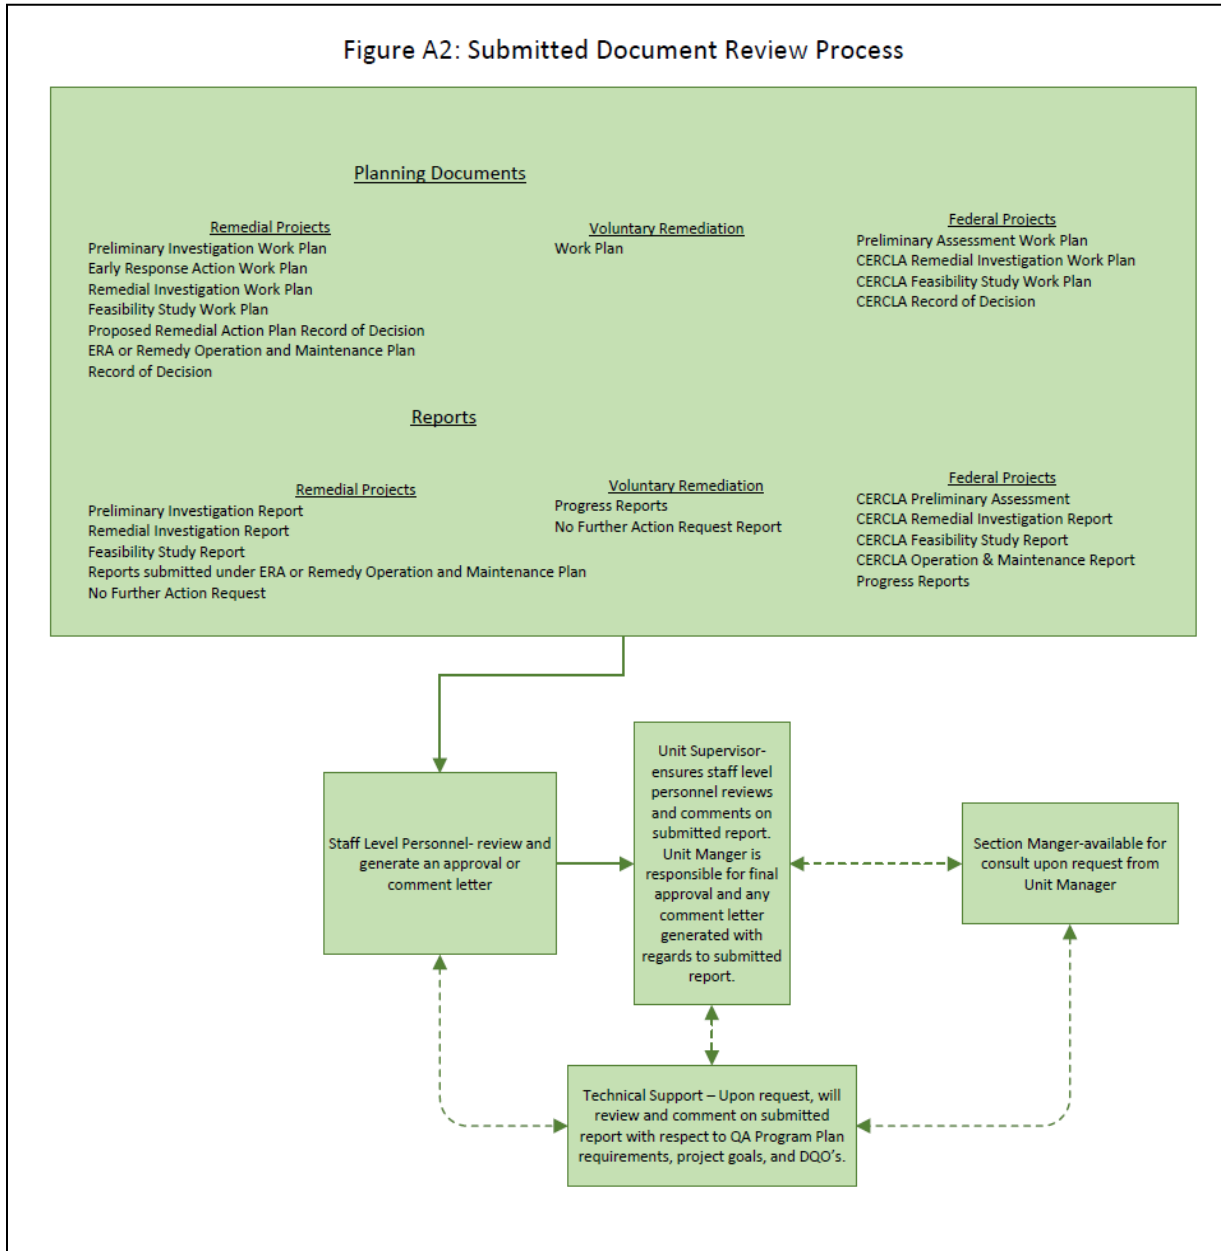 Figure A2: Submitted Document Review Process
Planning Documents
Remedial Projects
Preliminary Investigation Work Plan
Early Response Action Work Plan
Remedial Investigation Work Plan
Feasibility Study Work Plan
Proposed Remedial Action Plan Record of Decision
ERA or Remedy Operation and Maintenance Plan
Record of Decision
Voluntary Remediation
Work Plan
Federal Projects
Preliminary Assessment Work Plan
CERCLA Remedial Investigation Work Plan
CERCLA Feasibility Study Work Plan
CERCLA Record of Decision
Reports
Remedial Projects
Preliminary Investigation Report
Remedial Investigation Report
Feasibility Study Report
Reports submitted under ERA or Remedy Operation and Maintenance Plan
No Further Action Request
Voluntary Remediation
Progress Reports
No Further Action Request Report
Federal Projects
CERCLA Preliminary Assessment
CERCLA Remedial Investigation Report
CERCLA Feasibility Study Report
CERCLA Operation & Maintenance Report
Progress Reports
Staff Level Personnel- review and
generate an approval or
comment letter
Unit Supervisor-
ensures staff level
personnel reviews
and comments on
submitted report.
Unit Manger is
responsible for final
approval and any
comment letter
generated with
regards to submitted
report.
Section Manger-available for
consult upon request from
Unit Manager
Technical Support – Upon request, will
review and comment on submitted
report with respect to QA Program Plan
requirements, project goals, and DQO's.